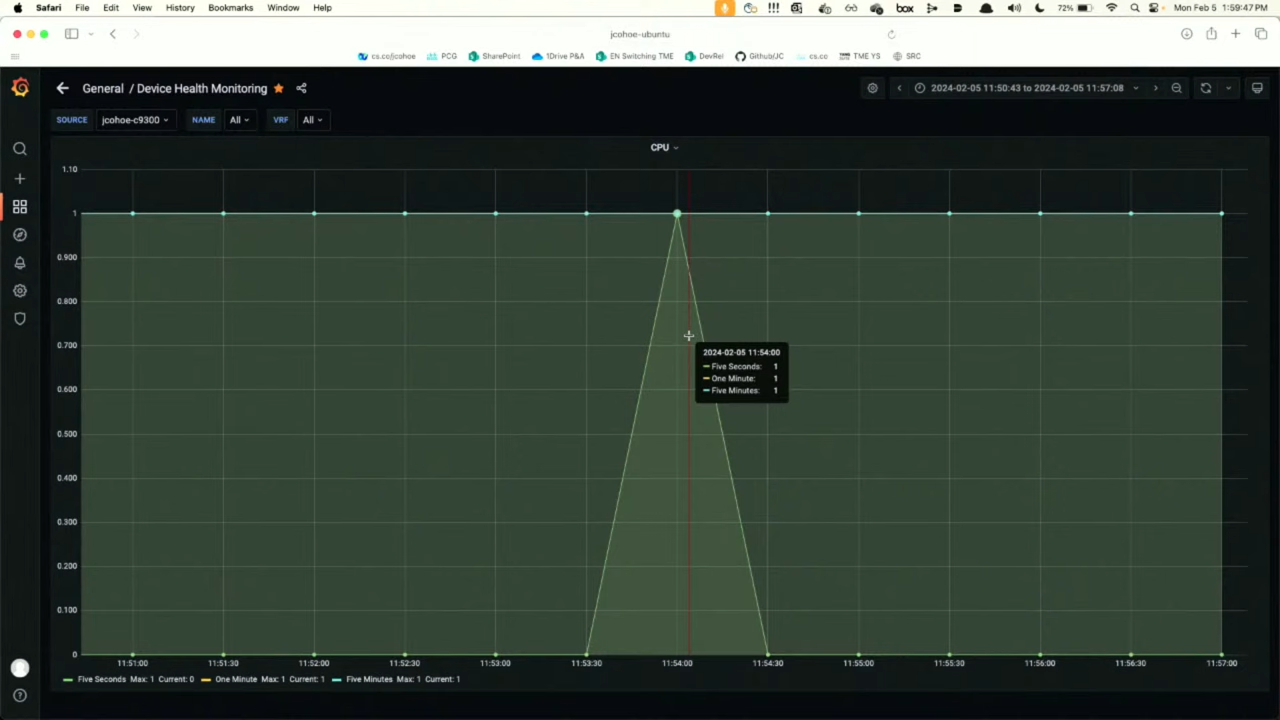 Safari File Edit View History Bookmarks Window Help !!! box 72% Mon Feb 5 1:59:47 PM
jcohoe-ubuntu
cs.co/jcohoe PCG SharePoint 1Drive P&A EN Switching TME DevRel Github/JC cs.co TME YS SRC
General / Device Health Monitoring 2024-02-05 11:50:43 to 2024-02-05 11:57:08
SOURCE jcohoe-c9300 NAME All VRF All
CPU
1.10
1
0.900
0.800
0.700
0.600
0.500
0.400
0.300
0.200
0.100
0
2024-02-05 11:54:00
Five Seconds: 1
One Minute: 1
Five Minutes: 1
11:51:00 11:51:30 11:52:00 11:52:30 11:53:00 11:53:30 11:54:00 11:54:30 11:55:00 11:55:30 11:56:00 11:56:30 11:57:00
Five Seconds Max: 1 Current: 0 One Minute Max: 1 Current: 1 Five Minutes Max: 1 Current: 1